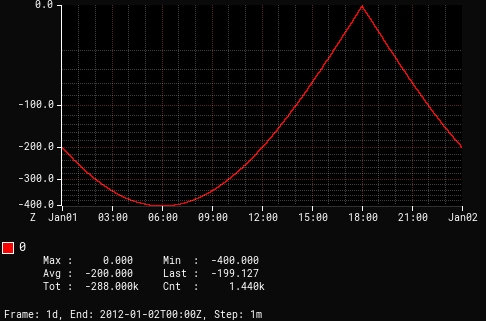 0.0
-100.0
-200.0
-300.0
-400.0
Z Jan01 03:00 06:00 09:00 12:00 15:00 18:00 21:00 Jan02
0
Max : 0.000 Min : -400.000
Avg : -200.000 Last : -199.127
Tot : -288.000k Cnt : 1.440k
Frame: 1d, End: 2012-01-02T00:00Z, Step: 1m